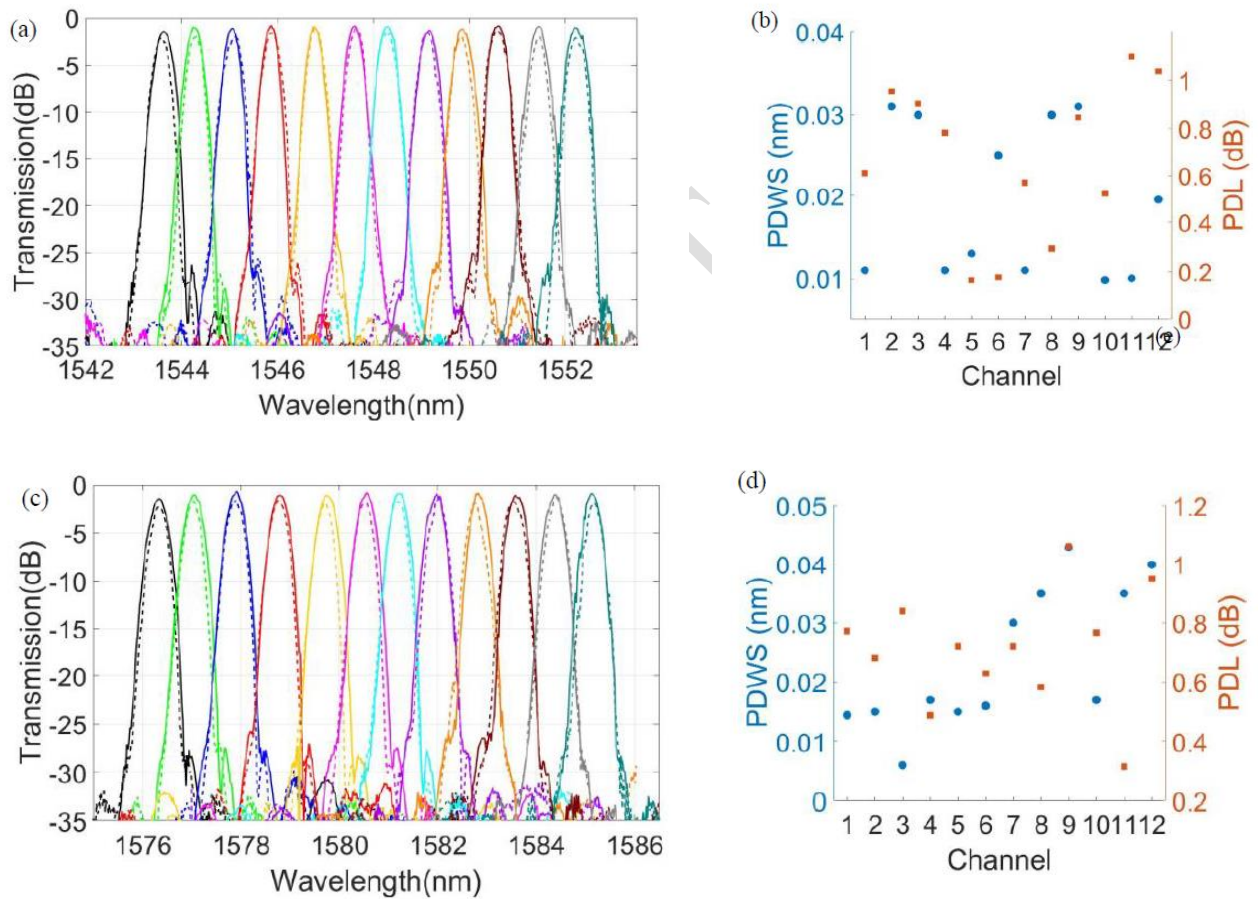 (a)
0
-5
-10
-15
-20
-25
-30
-35
Transmission(dB)
1542 1544 1546 1548 1550 1552
Wavelength(nm)
(b)
0.04
0.03
0.02
0.01
PDWS (nm)
1
0.8
0.6
0.4
0.2
0
PDL (dB)
1 2 3 4 5 6 7 8 9 10 11 12
(e)
Channel
(c)
0
-5
-10
-15
-20
-25
-30
-35
Transmission(dB)
1576 1578 1580 1582 1584 1586
Wavelength(nm)
(d)
0.05
0.04
0.03
0.02
0.01
0
PDWS (nm)
1.2
1
0.8
0.6
0.4
0.2
PDL (dB)
1 2 3 4 5 6 7 8 9 10 11 12
Channel